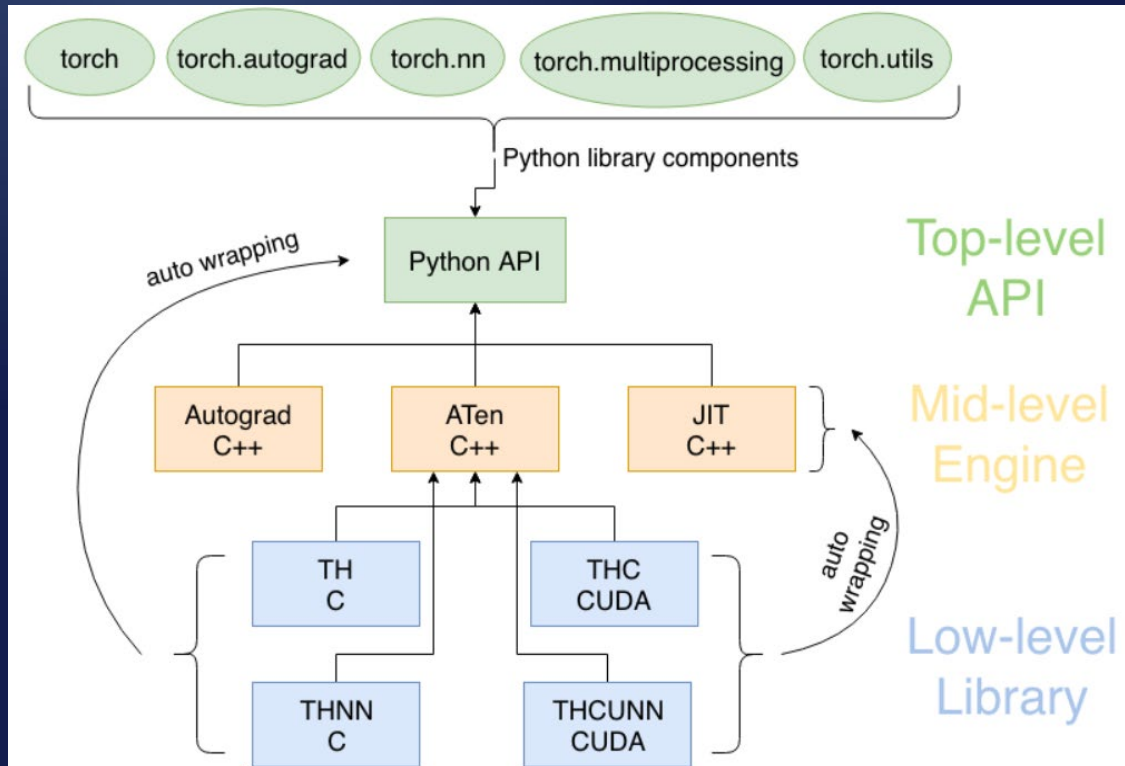 torch
torch.autograd
torch.nn
torch.multiprocessing
torch.utils
Python library components
auto wrapping
Python API
Top-level
API
Autograd
C++
ATen
C++
JIT
C++
Mid-level
Engine
auto
wrapping
TH
C
THC
CUDA
Low-level
Library
THNN
C
THCUNN
CUDA